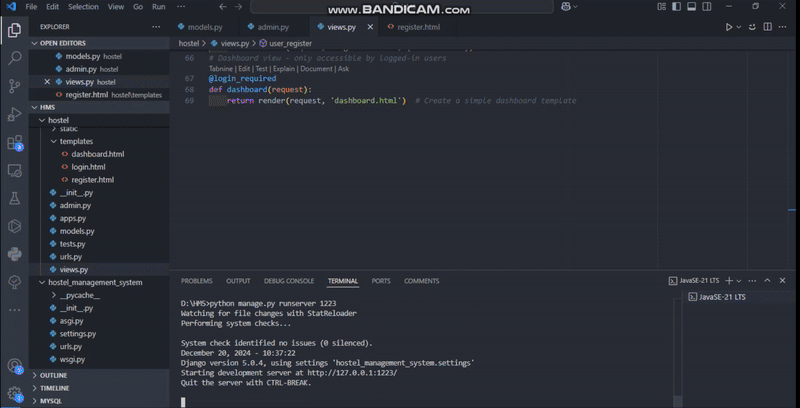 File Edit Selection View Go Run
WWW.BANDICAM.COM
EXPLORER
OPEN EDITORS
models.py hostel
admin.py hostel
views.py hostel
register.html hostel\templates
HMS
hostel
static
templates
dashboard.html
login.html
register.html
__init__.py
admin.py
apps.py
models.py
tests.py
urls.py
views.py
hostel_management_system
__pycache__
__init__.py
asgi.py
settings.py
urls.py
wsgi.py
OUTLINE
TIMELINE
MYSQL
models.py admin.py views.py register.html
hostel > views.py > user_register
66 # Dashboard view - only accessible by logged-in users
Tabnine | Edit | Test | Explain | Document | Ask
67 @login_required
68 def dashboard(request):
69 return render(request, 'dashboard.html') # Create a simple dashboard template
PROBLEMS OUTPUT DEBUG CONSOLE TERMINAL PORTS COMMENTS
JavaSE-21 LTS
JavaSE-21 LTS
D:\HMS>python manage.py runserver 1223
Watching for file changes with StatReloader
Performing system checks...
System check identified no issues (0 silenced).
December 20, 2024 - 10:37:22
Django version 5.0.4, using settings 'hostel_management_system.settings'
Starting development server at http://127.0.0.1:1223/
Quit the server with CTRL-BREAK.